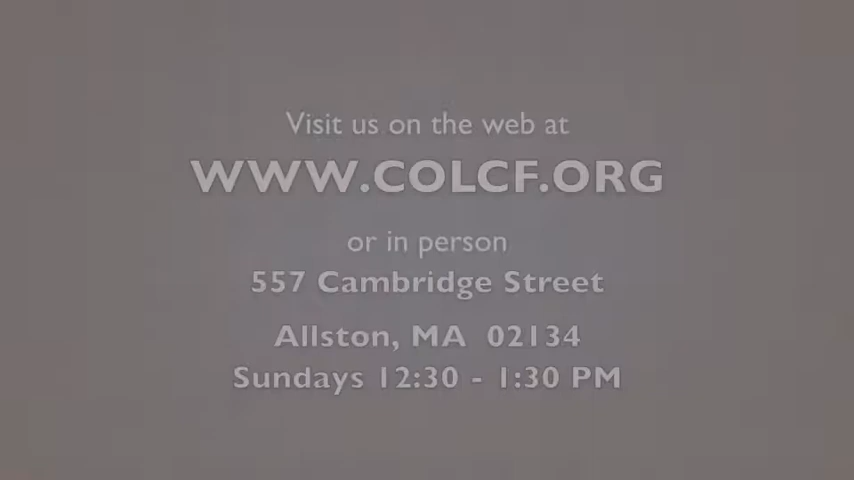 Visit us on the web at
WWW.COLCF.ORG
or in person
557 Cambridge Street
Allston, MA  02134
Sundays 12:30 - 1:30 PM